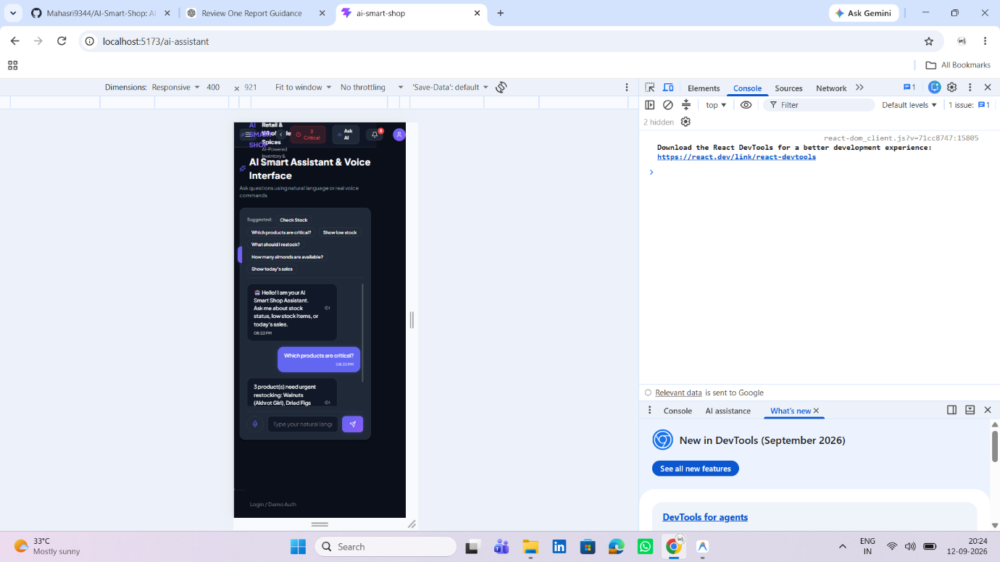 Mahasri9344/AI-Smart-Shop: AI
Review One Report Guidance
ai-smart-shop
Ask Gemini
localhost:5173/ai-assistant
All Bookmarks
Dimensions: Responsive 400 × 921 Fit to window No throttling 'Save-Data': default
Elements Console Sources Network 1
top Filter Default levels 1 issue: 1
2 hidden
react-dom_client.js?v=71cc8747:15805
Download the React DevTools for a better development experience:
https://react.dev/link/react-devtools
AI
SMART
SHOP
Retail &
Spices
AI-Powered
Inventory &
3
Critical
Ask
AI
3
AI Smart Assistant & Voice
Interface
Ask questions using natural language or real voice
commands
Suggested: Check Stock
Which products are critical? Show low stock
What should I restock?
How many almonds are available?
Show today's sales
Hello! I am your AI
Smart Shop Assistant.
Ask me about stock
status, low stock items, or
today's sales.
08:22 PM
Which products are critical?
08:23 PM
3 product(s) need urgent
restocking: Walnuts
(Akhrot Giri), Dried Figs
Type your natural langu
Login / Demo Auth
Relevant data is sent to Google
Console AI assistance What's new
New in DevTools (September 2026)
See all new features
DevTools for agents
33°C
Mostly sunny
Search
ENG
IN
20:24
12-09-2026